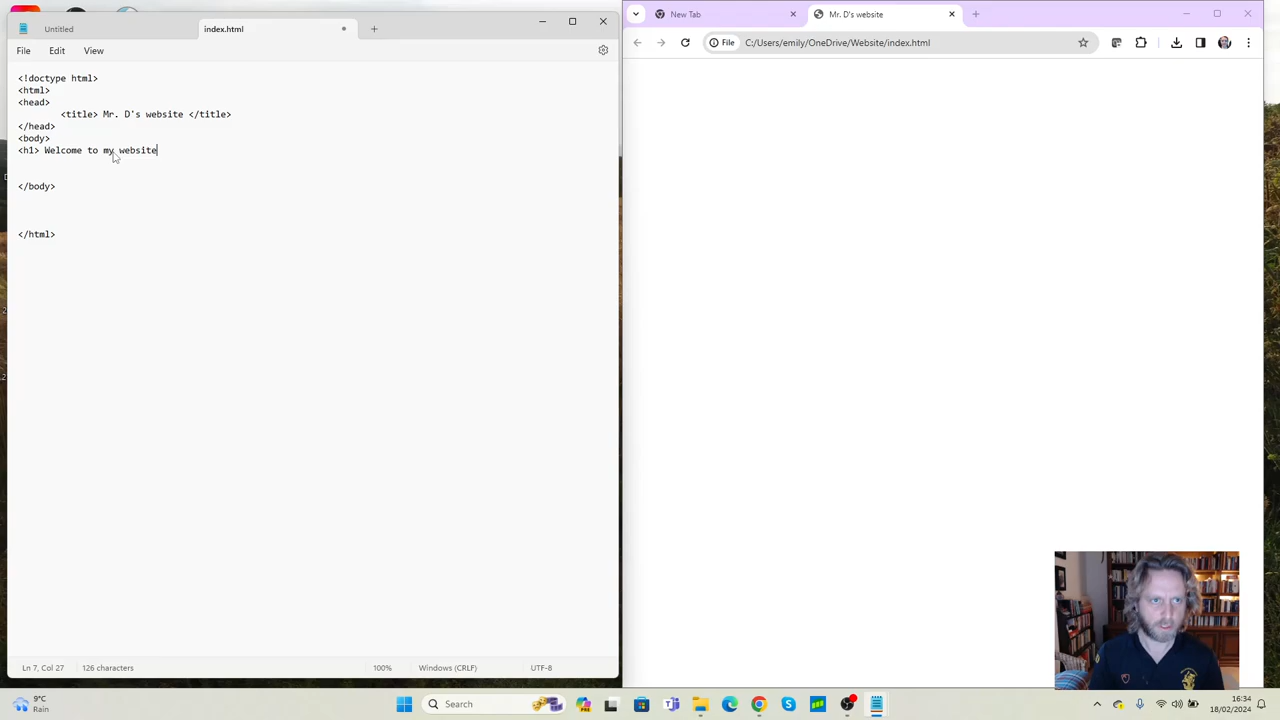 Untitled
index.html
File Edit View
<!doctype html>
<html>
<head>
<title> Mr. D's website </title>
</head>
<body>
<h1> Welcome to my website
</body>
</html>
Ln 7, Col 27
126 characters
100%
Windows (CRLF)
UTF-8
New Tab
Mr. D's website
File
C:/Users/emily/OneDrive/Website/index.html
9°C
Rain
Search
16:34
18/02/2024